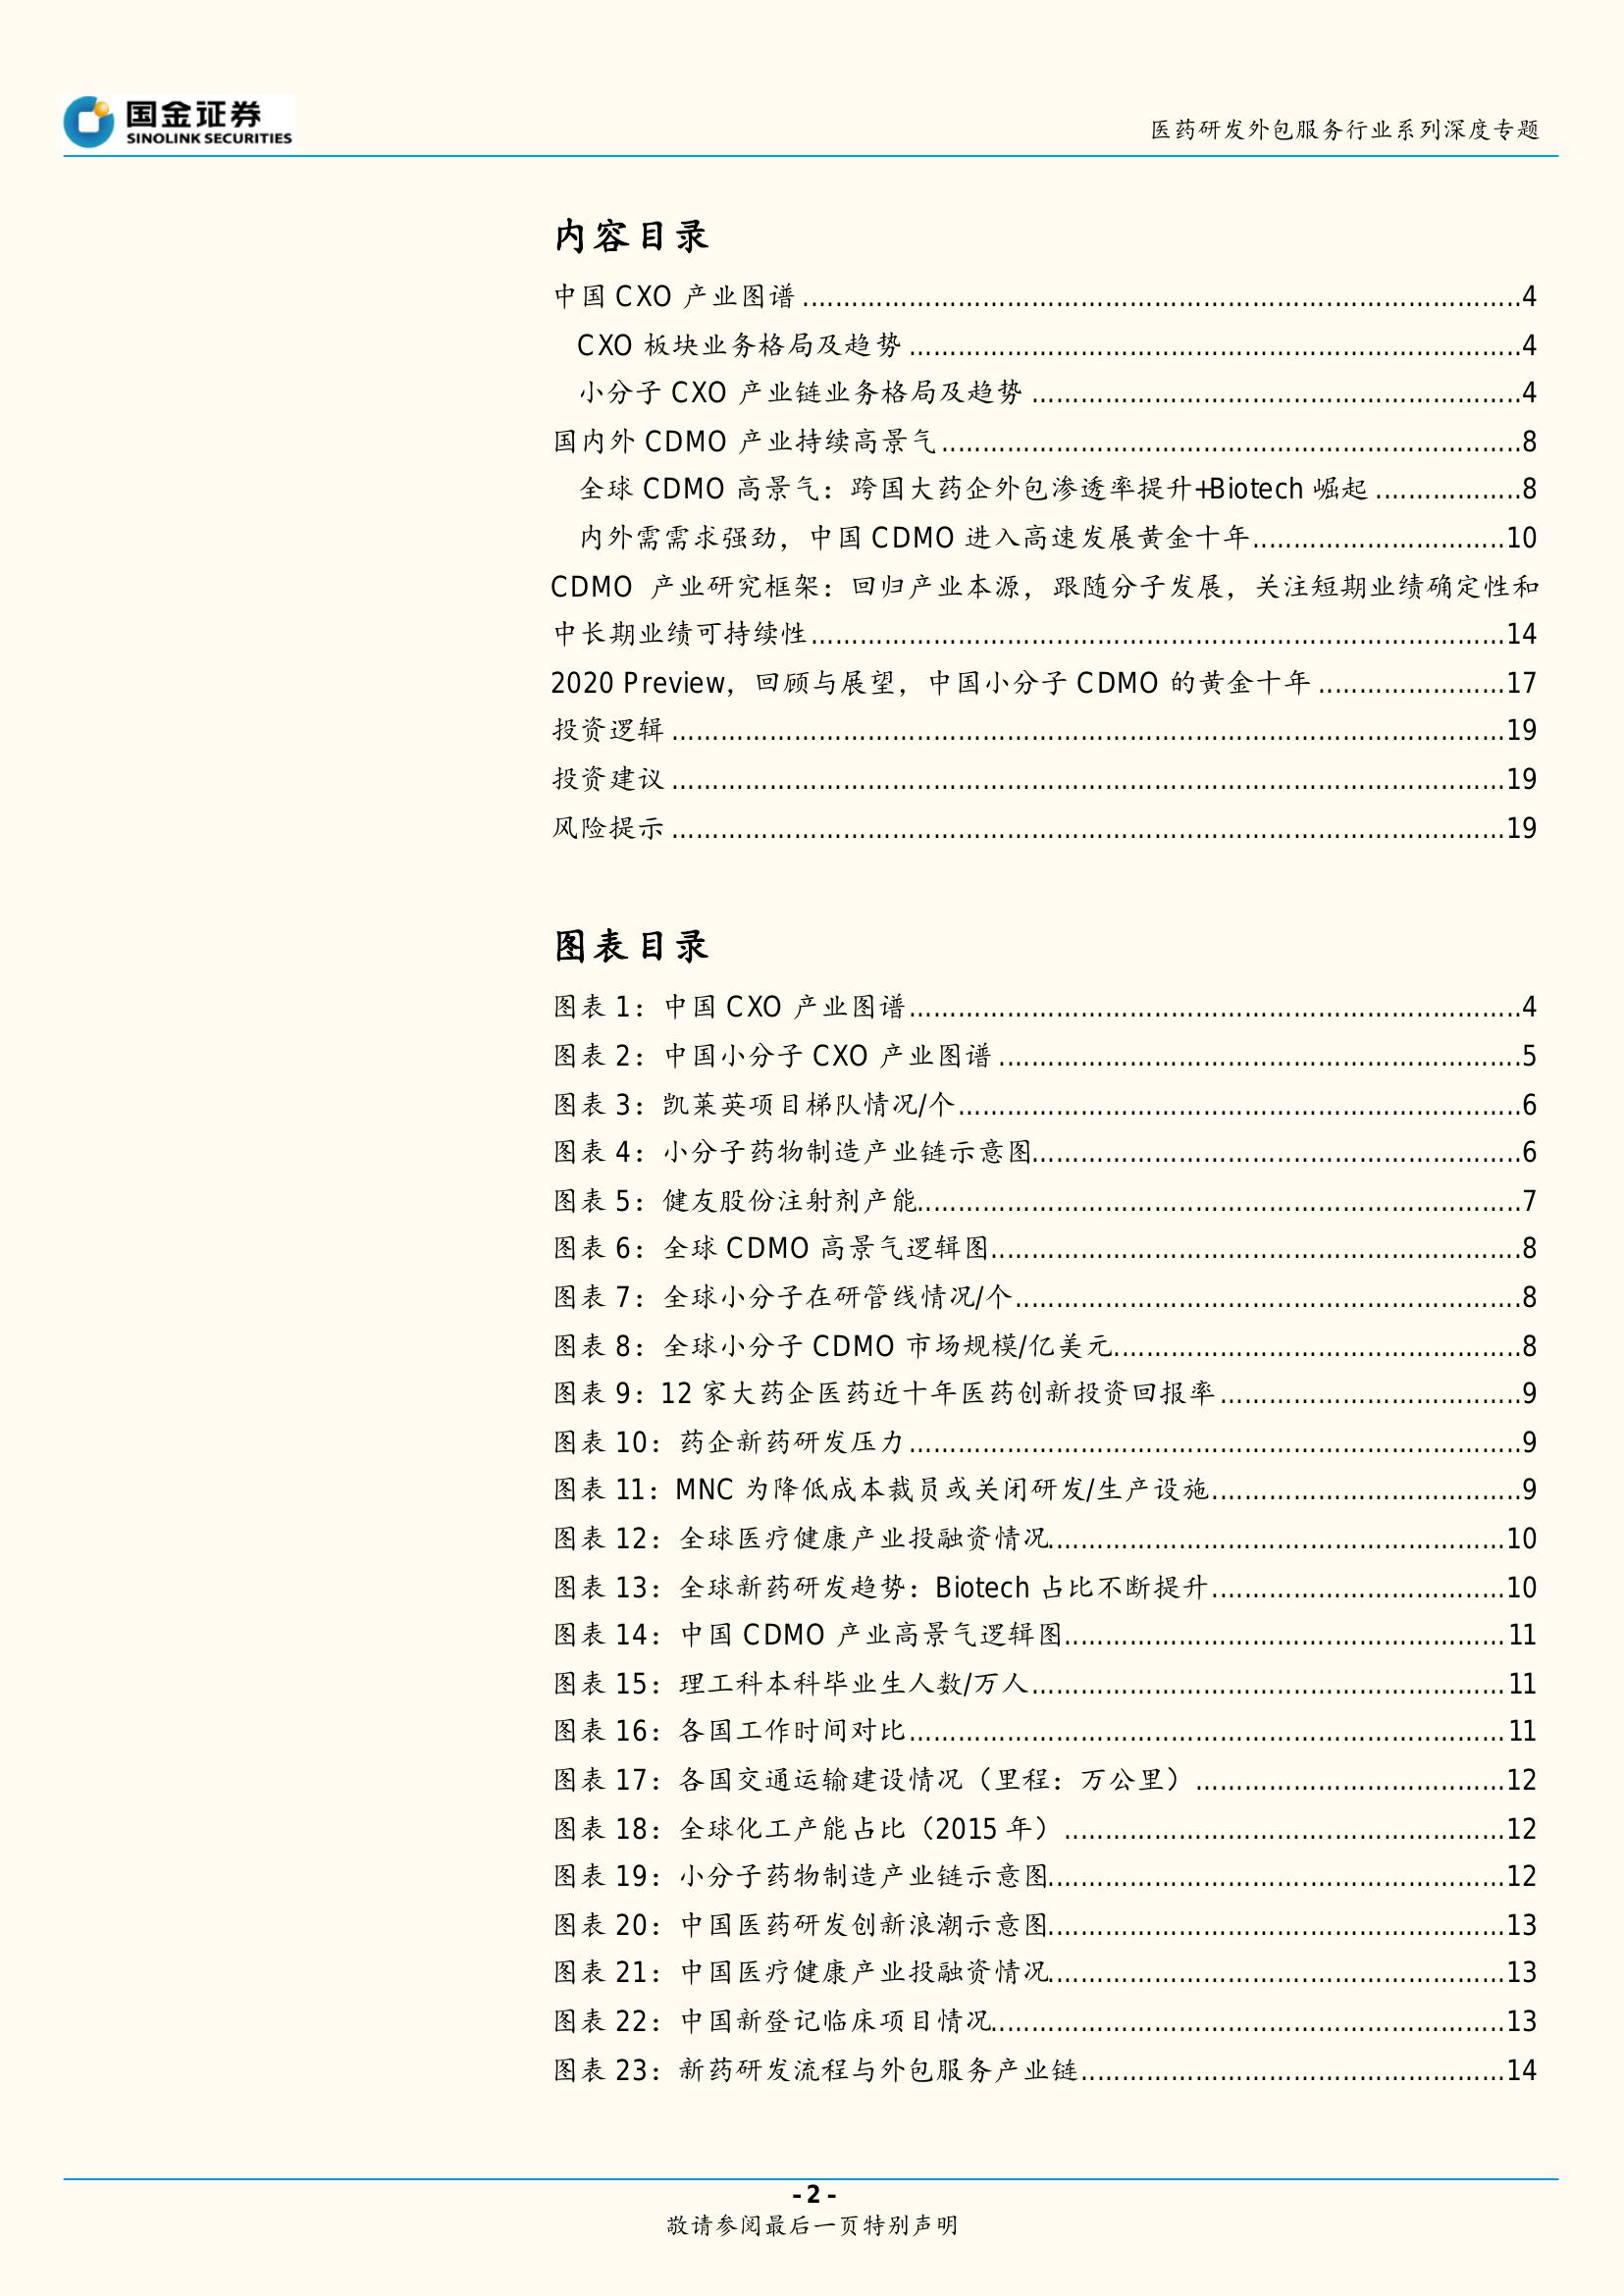 国金证券
SINOLINK SECURITIES
医药研发外包服务行业系列深度专题
内容目录
中国 CXO 产业图谱 ........ 4
CXO 板块业务格局及趋势 ........ 4
小分子 CXO 产业链业务格局及趋势 ........ 4
国内外 CDMO 产业持续高景气 ........ 8
全球 CDMO 高景气：跨国大药企外包渗透率提升+Biotech 崛起 ........ 8
内外需需求强劲，中国 CDMO 进入高速发展黄金十年 ........ 10
CDMO 产业研究框架：回归产业本源，跟随分子发展，关注短期业绩确定性和
中长期业绩可持续性 ........ 14
2020 Preview，回顾与展望，中国小分子 CDMO 的黄金十年 ........ 17
投资逻辑 ........ 19
投资建议 ........ 19
风险提示 ........ 19
图表目录
图表 1：中国 CXO 产业图谱 ........ 4
图表 2：中国小分子 CXO 产业图谱 ........ 5
图表 3：凯莱英项目梯队情况/个 ........ 6
图表 4：小分子药物制造产业链示意图 ........ 6
图表 5：健友股份注射剂产能 ........ 7
图表 6：全球 CDMO 高景气逻辑图 ........ 8
图表 7：全球小分子在研管线情况/个 ........ 8
图表 8：全球小分子 CDMO 市场规模/亿美元 ........ 8
图表 9：12 家大药企医药近十年医药创新投资回报率 ........ 9
图表 10：药企新药研发压力 ........ 9
图表 11：MNC 为降低成本裁员或关闭研发/生产设施 ........ 9
图表 12：全球医疗健康产业投融资情况 ........ 10
图表 13：全球新药研发趋势：Biotech 占比不断提升 ........ 10
图表 14：中国 CDMO 产业高景气逻辑图 ........ 11
图表 15：理工科本科毕业生人数/万人 ........ 11
图表 16：各国工作时间对比 ........ 11
图表 17：各国交通运输建设情况（里程：万公里） ........ 12
图表 18：全球化工产能占比（2015 年） ........ 12
图表 19：小分子药物制造产业链示意图 ........ 12
图表 20：中国医药研发创新浪潮示意图 ........ 13
图表 21：中国医疗健康产业投融资情况 ........ 13
图表 22：中国新登记临床项目情况 ........ 13
图表 23：新药研发流程与外包服务产业链 ........ 14
- 2 -
敬请参阅最后一页特别声明